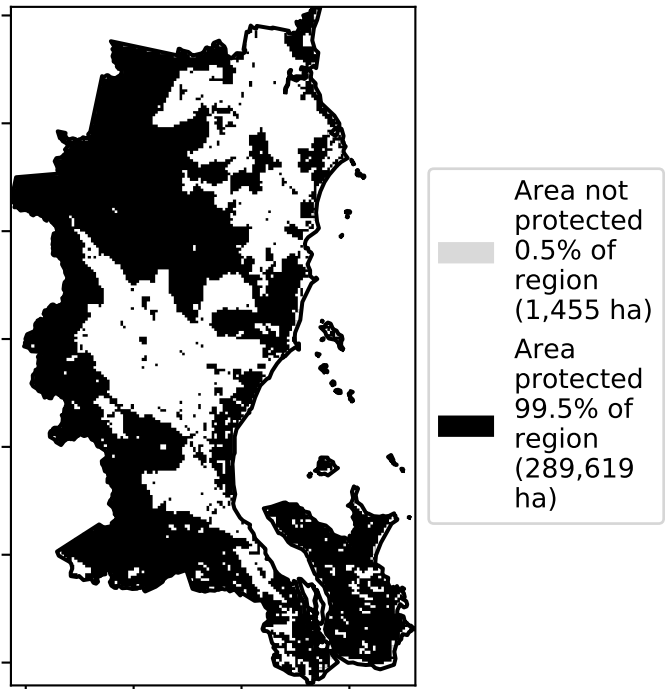 Area not
protected
0.5% of
region
(1,455 ha)
Area
protected
99.5% of
region
(289,619
ha)